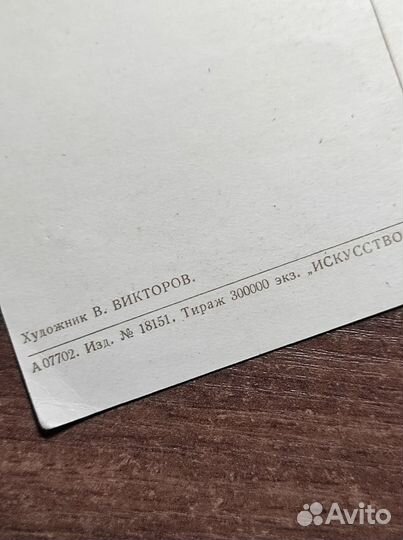 Художник В. ВИКТОРОВ.
А 07702. Изд. № 18151. Тираж 300000 экз. „ИСКУССТВО
Avito